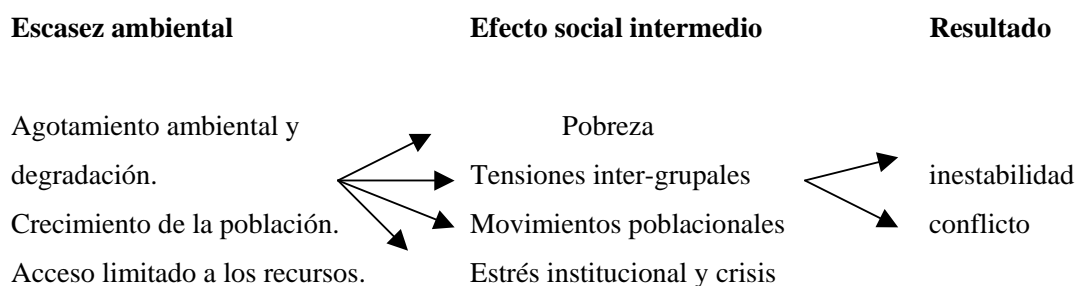 Escasez ambiental Efecto social intermedio Resultado
Agotamiento ambiental y Pobreza
degradación. Tensiones inter-grupales inestabilidad
Crecimiento de la población. Movimientos poblacionales conflicto
Acceso limitado a los recursos. Estrés institucional y crisis